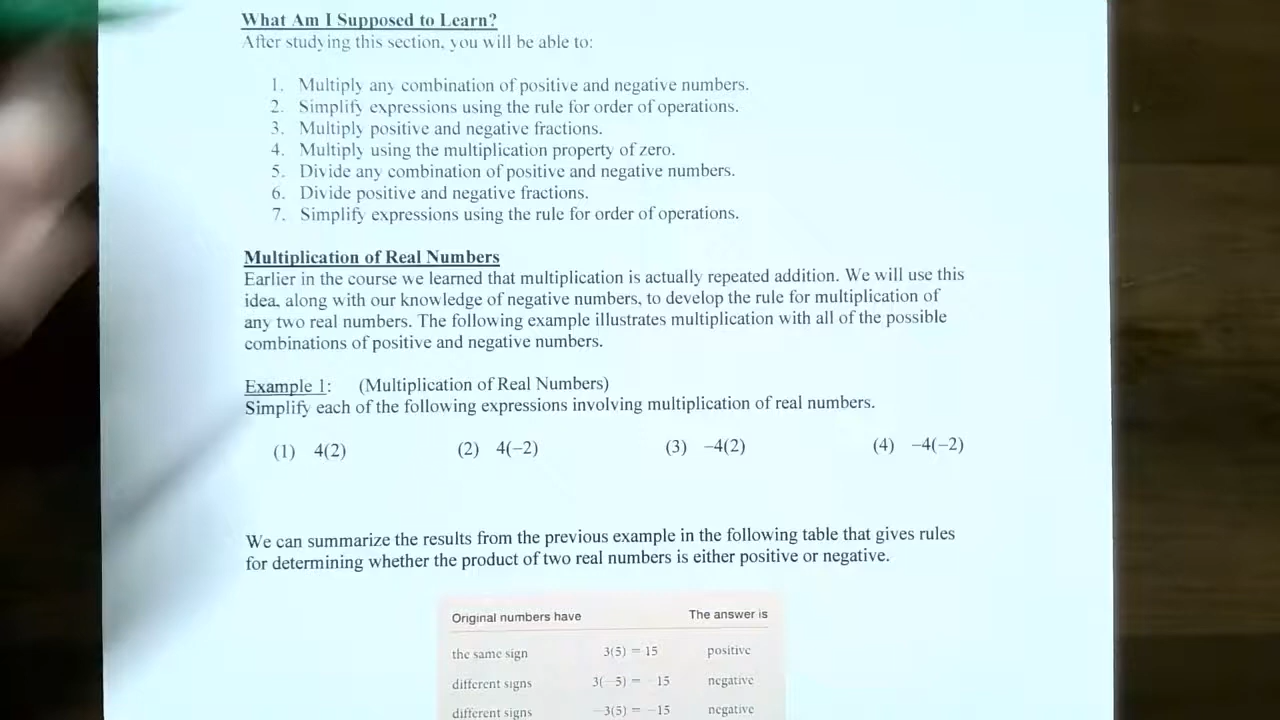 What Am I Supposed to Learn?
After studying this section, you will be able to:
1. Multiply any combination of positive and negative numbers.
2. Simplify expressions using the rule for order of operations.
3. Multiply positive and negative fractions.
4. Multiply using the multiplication property of zero.
5. Divide any combination of positive and negative numbers.
6. Divide positive and negative fractions.
7. Simplify expressions using the rule for order of operations.
Multiplication of Real Numbers
Earlier in the course we learned that multiplication is actually repeated addition. We will use this
idea, along with our knowledge of negative numbers, to develop the rule for multiplication of
any two real numbers. The following example illustrates multiplication with all of the possible
combinations of positive and negative numbers.
Example 1: (Multiplication of Real Numbers)
Simplify each of the following expressions involving multiplication of real numbers.
(1) 4(2) (2) 4(−2) (3) −4(2) (4) −4(−2)
We can summarize the results from the previous example in the following table that gives rules
for determining whether the product of two real numbers is either positive or negative.
Original numbers have The answer is
the same sign 3(5) = 15 positive
different signs 3(−5) = −15 negative
different signs −3(5) = −15 negative